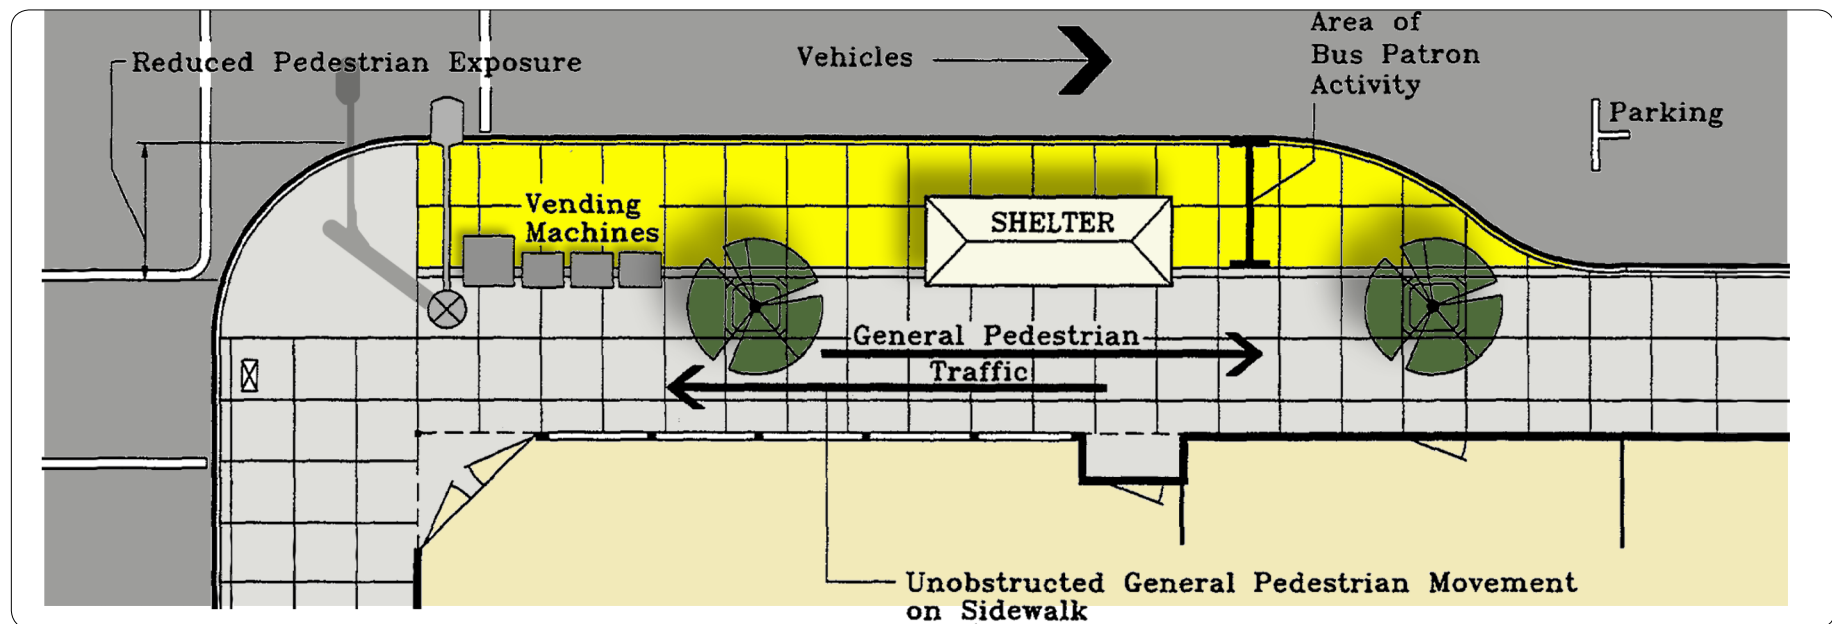 Reduced Pedestrian Exposure
Vehicles
Area of
Bus Patron
Activity
Parking
Vending
Machines
SHELTER
General Pedestrian
Traffic
Unobstructed General Pedestrian Movement
on Sidewalk